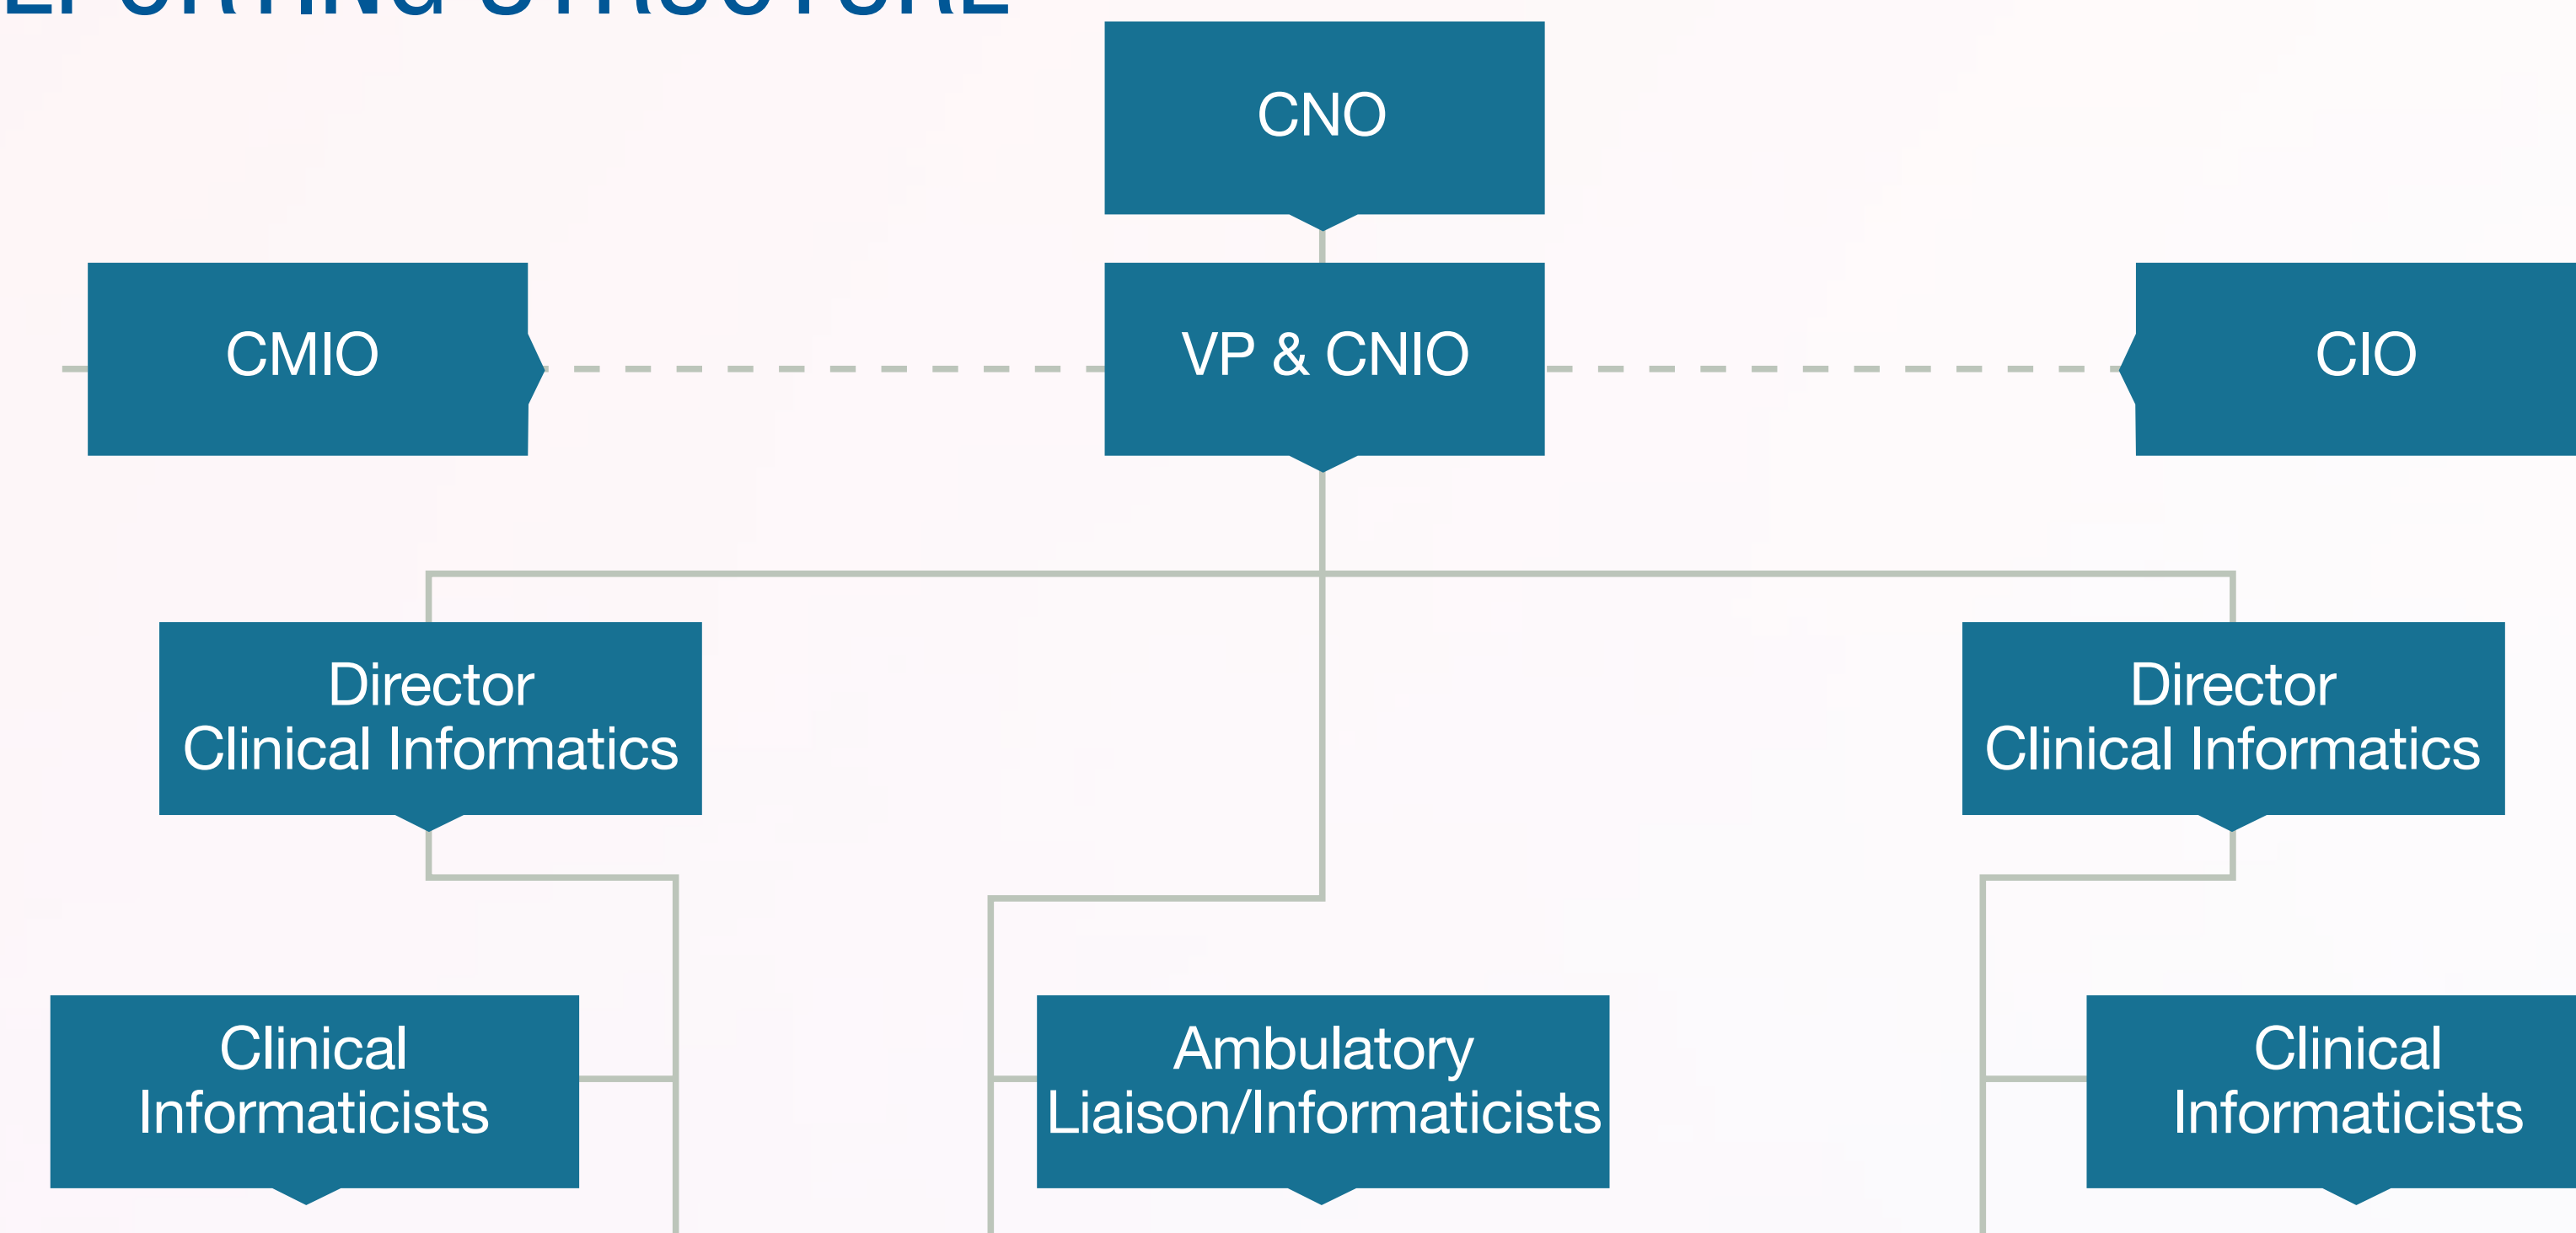 CNO
CMIO
VP & CNIO
CIO
Director
Clinical Informatics
Director
Clinical Informatics
Clinical
Informaticists
Ambulatory
Liaison/Informaticists
Clinical
Informaticists